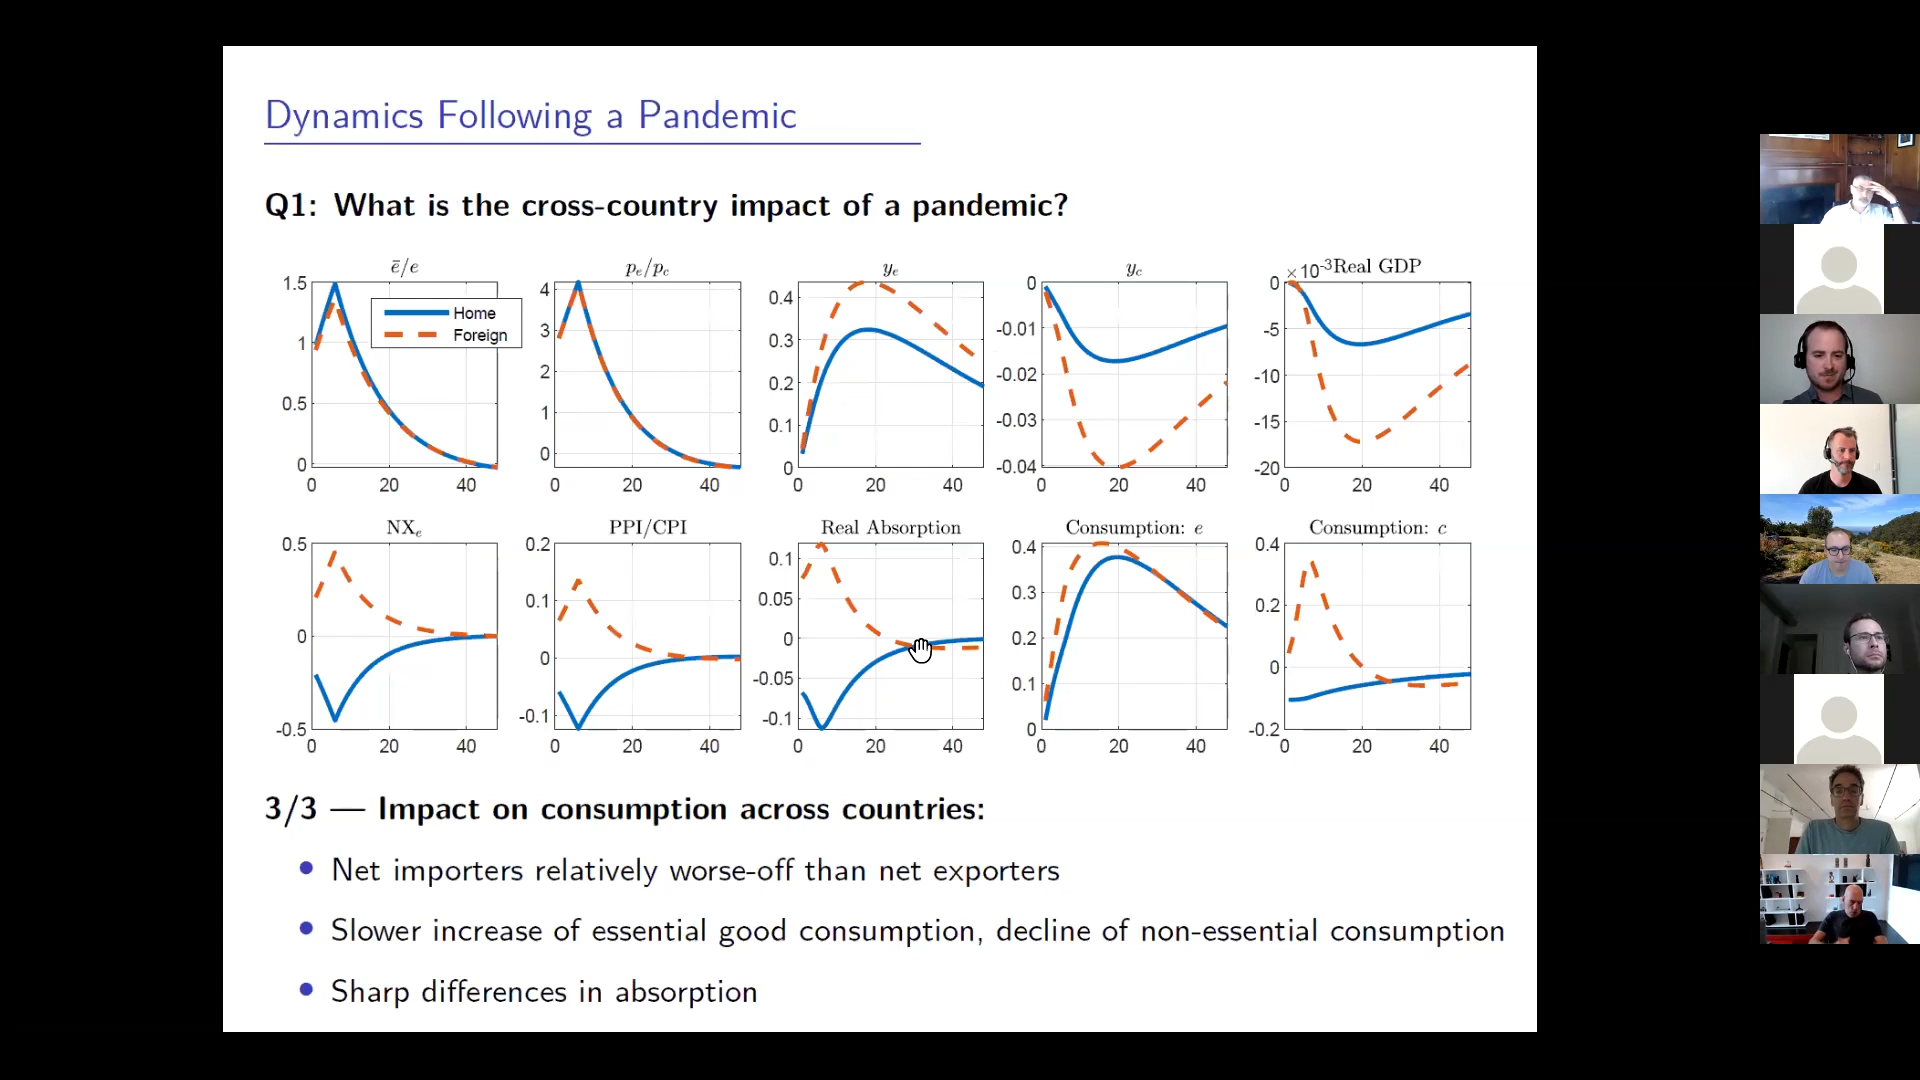 Dynamics Following a Pandemic
Q1: What is the cross-country impact of a pandemic?
ē/e
1.5
1
0.5
0
0 20 40
Home
Foreign
p_e/p_c
4
3
2
1
0
0 20 40
y_e
0.4
0.3
0.2
0.1
0
0 20 40
y_c
0
-0.01
-0.02
-0.03
-0.04
0 20 40
×10^-3 Real GDP
0
-5
-10
-15
-20
0 20 40
NX_e
0.5
0
-0.5
0 20 40
PPI/CPI
0.2
0.1
0
-0.1
0 20 40
Real Absorption
0.1
0.05
0
-0.05
-0.1
0 20 40
Consumption: e
0.4
0.3
0.2
0.1
0
0 20 40
Consumption: c
0.4
0.2
0
-0.2
0 20 40
3/3 — Impact on consumption across countries:
• Net importers relatively worse-off than net exporters
• Slower increase of essential good consumption, decline of non-essential consumption
• Sharp differences in absorption